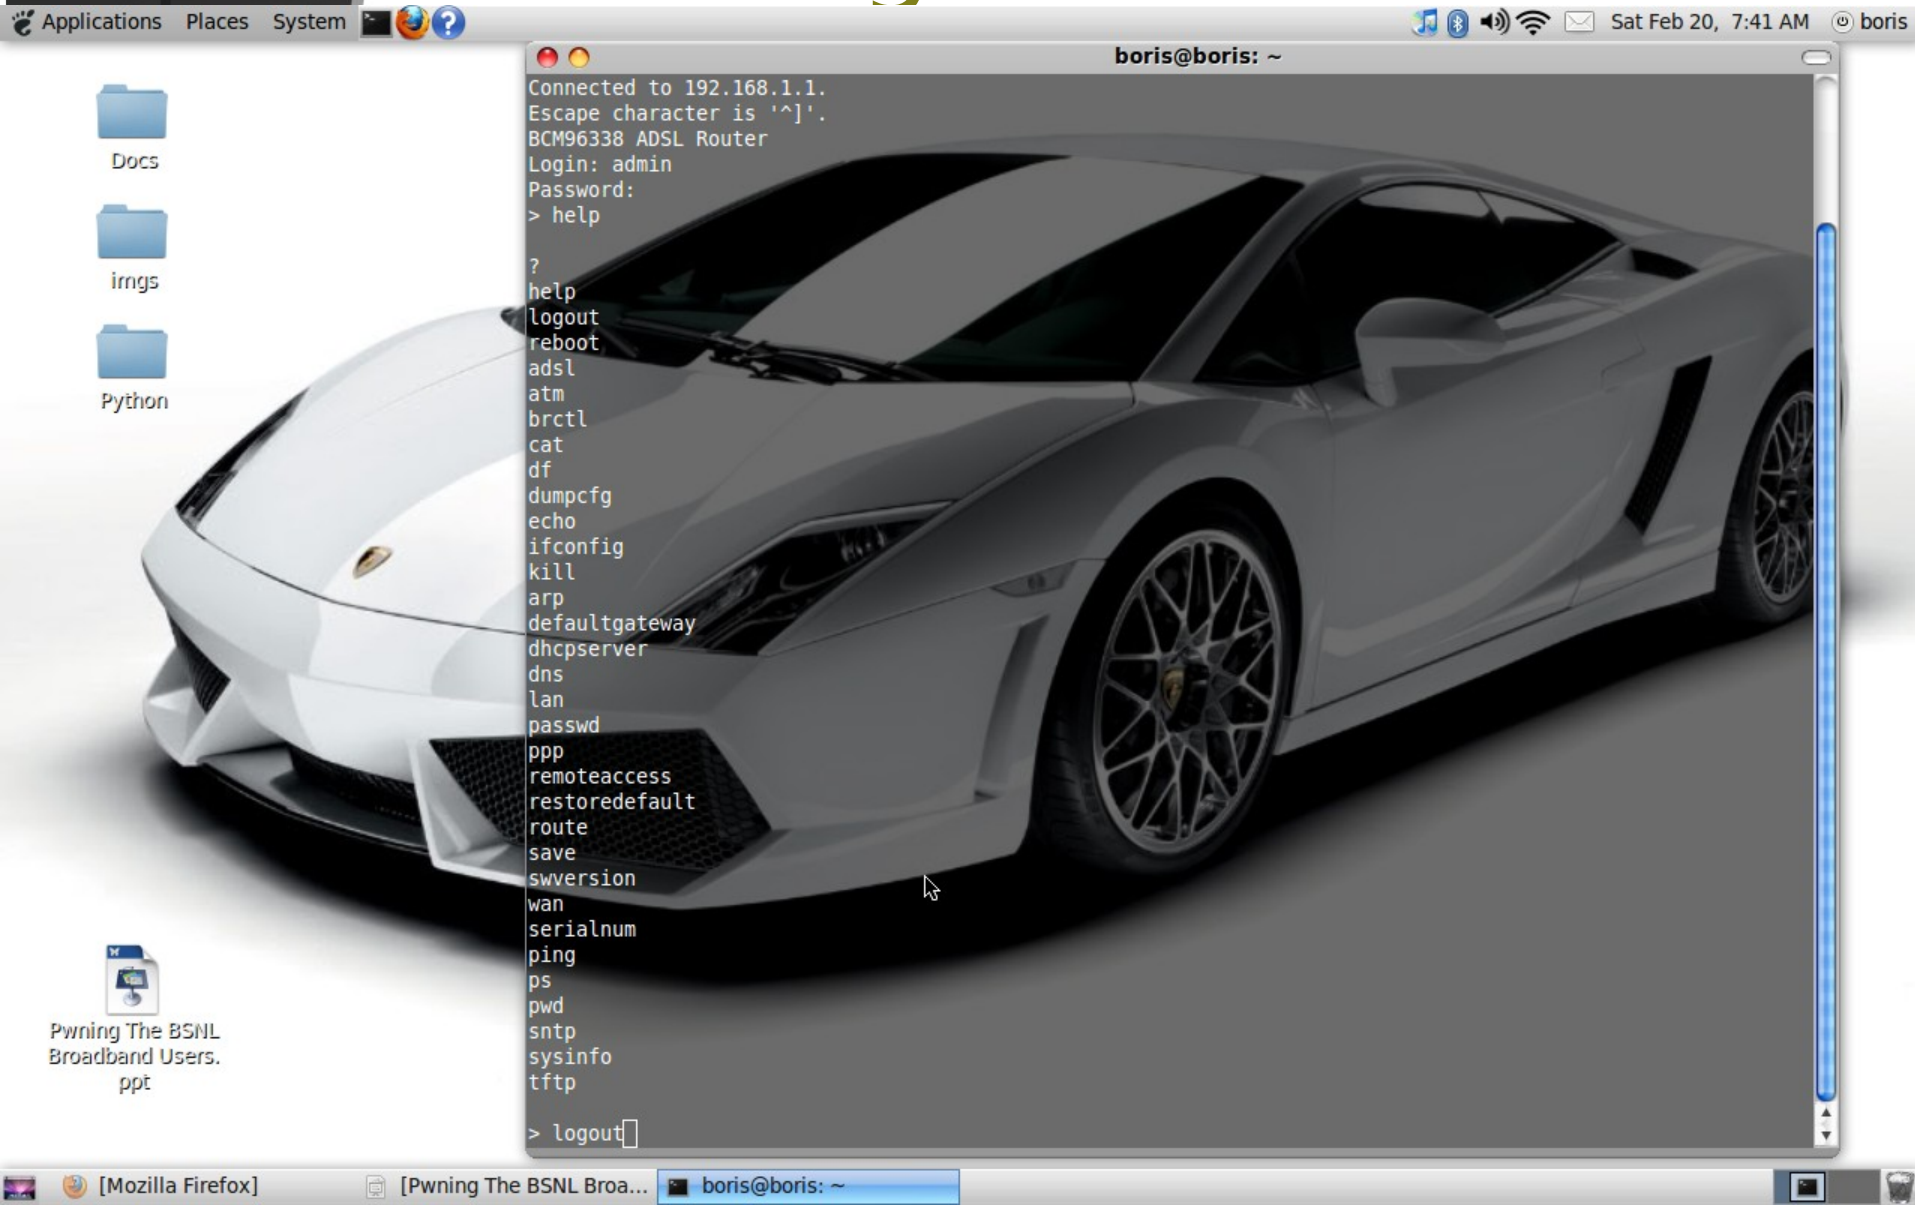 Applications Places System
Sat Feb 20, 7:41 AM boris
boris@boris: ~
Docs
imgs
Python
Pwning The BSNL
Broadband Users.
ppt
Connected to 192.168.1.1.
Escape character is '^]'.
BCM96338 ADSL Router
Login: admin
Password:
> help
?
help
logout
reboot
adsl
atm
brctl
cat
df
dumpcfg
echo
ifconfig
kill
arp
defaultgateway
dhcpserver
dns
lan
passwd
ppp
remoteaccess
restoredefault
route
save
swversion
wan
serialnum
ping
ps
pwd
sntp
sysinfo
tftp
> logout
[Mozilla Firefox] [Pwning The BSNL Broa... boris@boris: ~